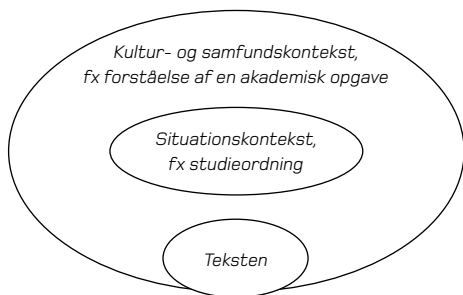 Kultur- og samfundskontekst,
fx forståelse af en akademisk opgave
Situationskontekst,
fx studieordning
Teksten